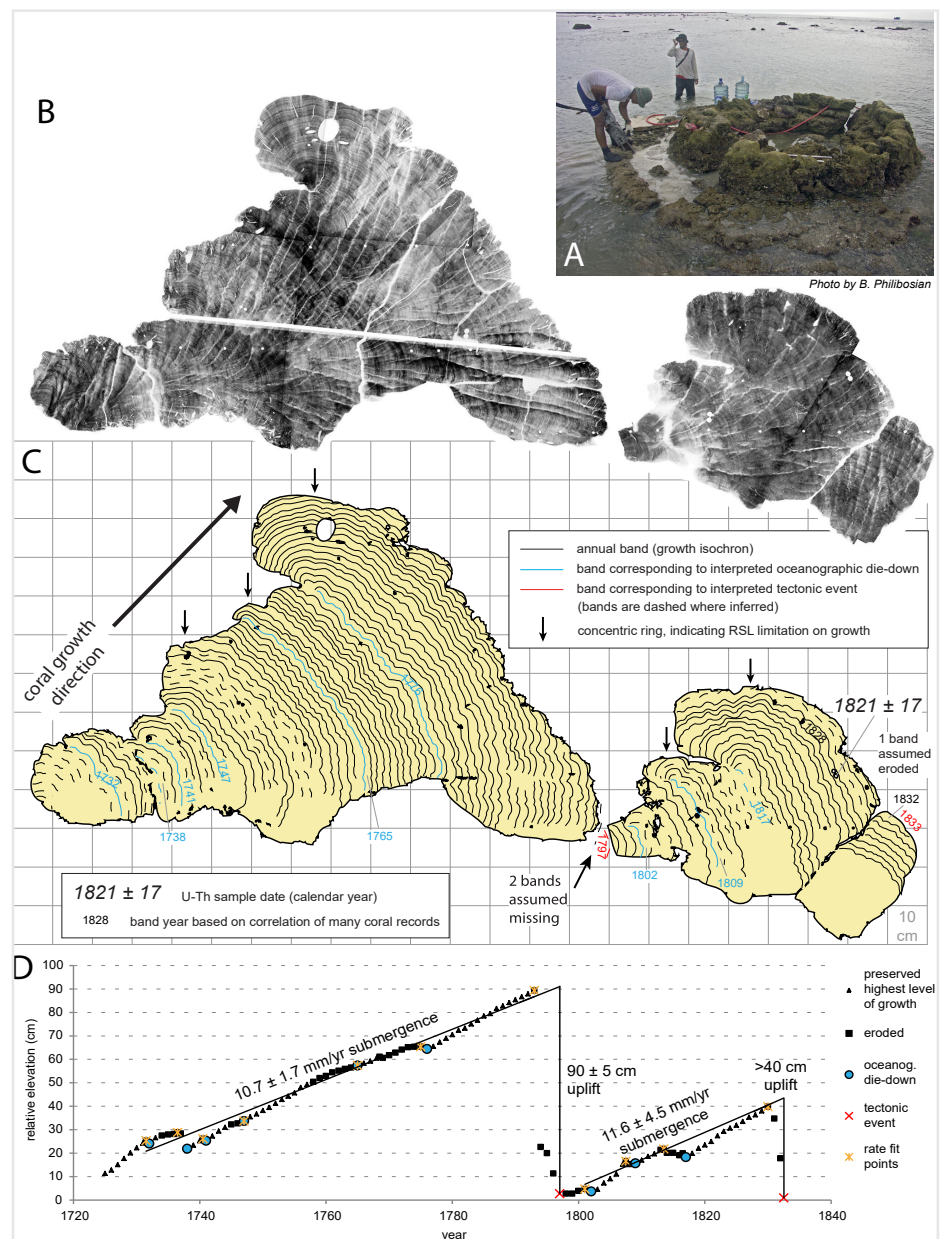 B
A
Photo by B. Philibosian
C
coral growth
direction
annual band (growth isochron)
band corresponding to interpreted oceanographic die-down
band corresponding to interpreted tectonic event
(bands are dashed where inferred)
concentric ring, indicating RSL limitation on growth
1732
1738
1741
1747
1765
1776
1797
2 bands
assumed
missing
1802
1809
1817
1828
1821 ± 17
1 band
assumed
eroded
1832
1833
10
cm
1821 ± 17 U-Th sample date (calendar year)
1828 band year based on correlation of many coral records
D
relative elevation (cm)
100
90
80
70
60
50
40
30
20
10
0
1720
1740
1760
1780
1800
1820
1840
year
10.7 ± 1.7 mm/yr submergence
90 ± 5 cm
uplift
11.6 ± 4.5 mm/yr
submergence
>40 cm
uplift
preserved
highest level
of growth
eroded
oceanog.
die-down
tectonic
event
rate fit
points